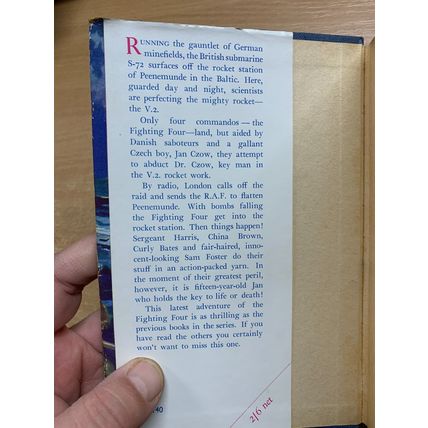 RUNNING the gauntlet of German
minefields, the British submarine
S-72 surfaces off the rocket station
of Peenemunde in the Baltic. Here,
guarded day and night, scientists
are perfecting the mighty rocket—
the V.2.
Only four commandos — the
Fighting Four—land, but aided by
Danish saboteurs and a gallant
Czech boy, Jan Czow, they attempt
to abduct Dr. Czow, key man in
the V.2. rocket work.
By radio, London calls off the
raid and sends the R.A.F. to flatten
Peenemunde. With bombs falling
the Fighting Four get into the
rocket station. Then things happen!
Sergeant Harris, China Brown,
Curly Bates and fair-haired, inno-
cent-looking Sam Foster do their
stuff in an action-packed yarn. In
the moment of their greatest peril,
however, it is fifteen-year-old Jan
who holds the key to life or death!
This latest adventure of the
Fighting Four is as thrilling as the
previous books in the series. If you
have read the others you certainly
won't want to miss this one.
40
2/6 net